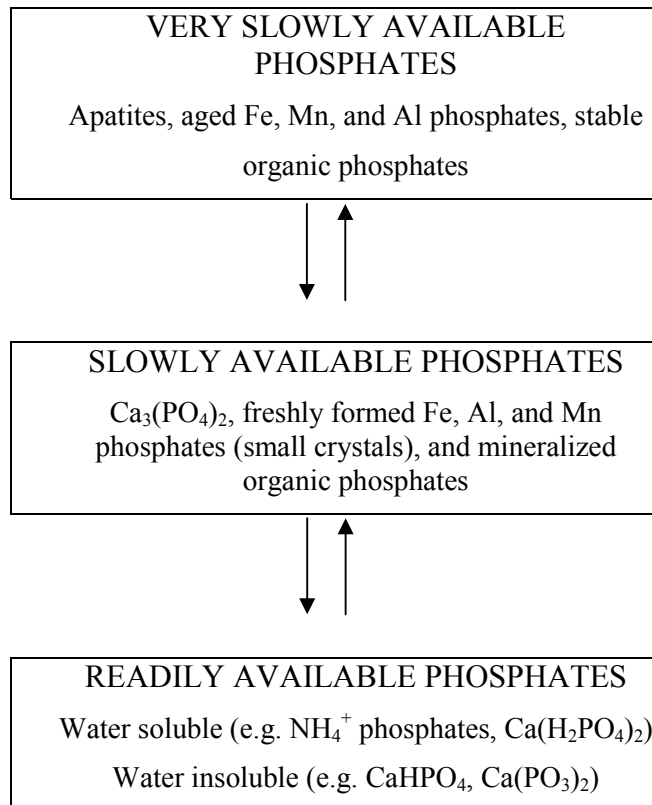 VERY SLOWLY AVAILABLE
PHOSPHATES
Apatites, aged Fe, Mn, and Al phosphates, stable
organic phosphates
SLOWLY AVAILABLE PHOSPHATES
Ca₃(PO₄)₂, freshly formed Fe, Al, and Mn
phosphates (small crystals), and mineralized
organic phosphates
READILY AVAILABLE PHOSPHATES
Water soluble (e.g. NH₄⁺ phosphates, Ca(H₂PO₄)₂)
Water insoluble (e.g. CaHPO₄, Ca(PO₃)₂)